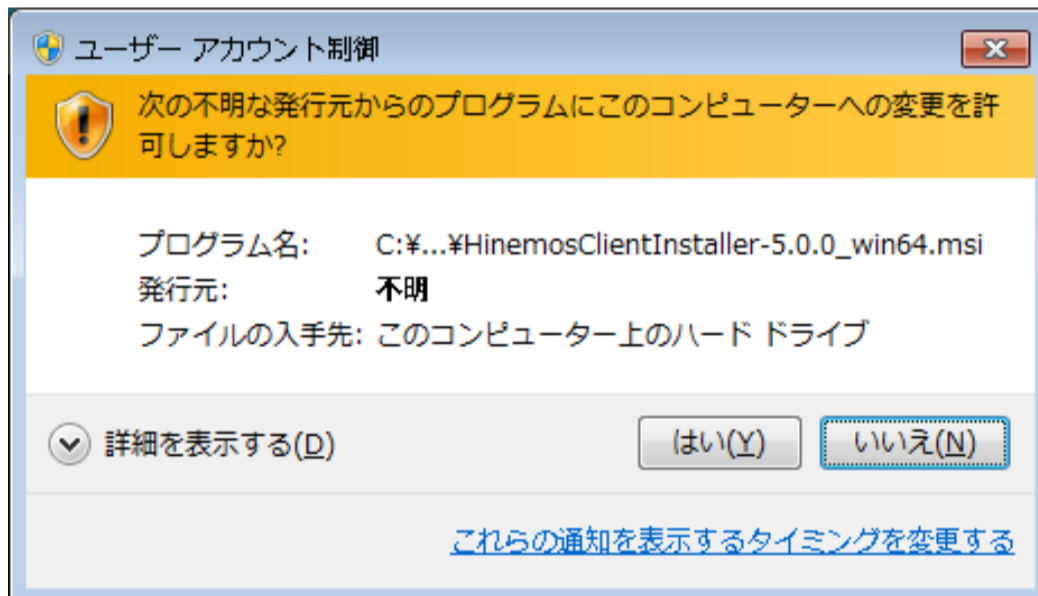 ユーザー アカウント制御
次の不明な発行元からのプログラムにこのコンピューターへの変更を許
可しますか?
プログラム名: C:¥...¥HinemosClientInstaller-5.0.0_win64.msi
発行元: 不明
ファイルの入手先: このコンピューター上のハード ドライブ
詳細を表示する(D) はい(Y) いいえ(N)
これらの通知を表示するタイミングを変更する